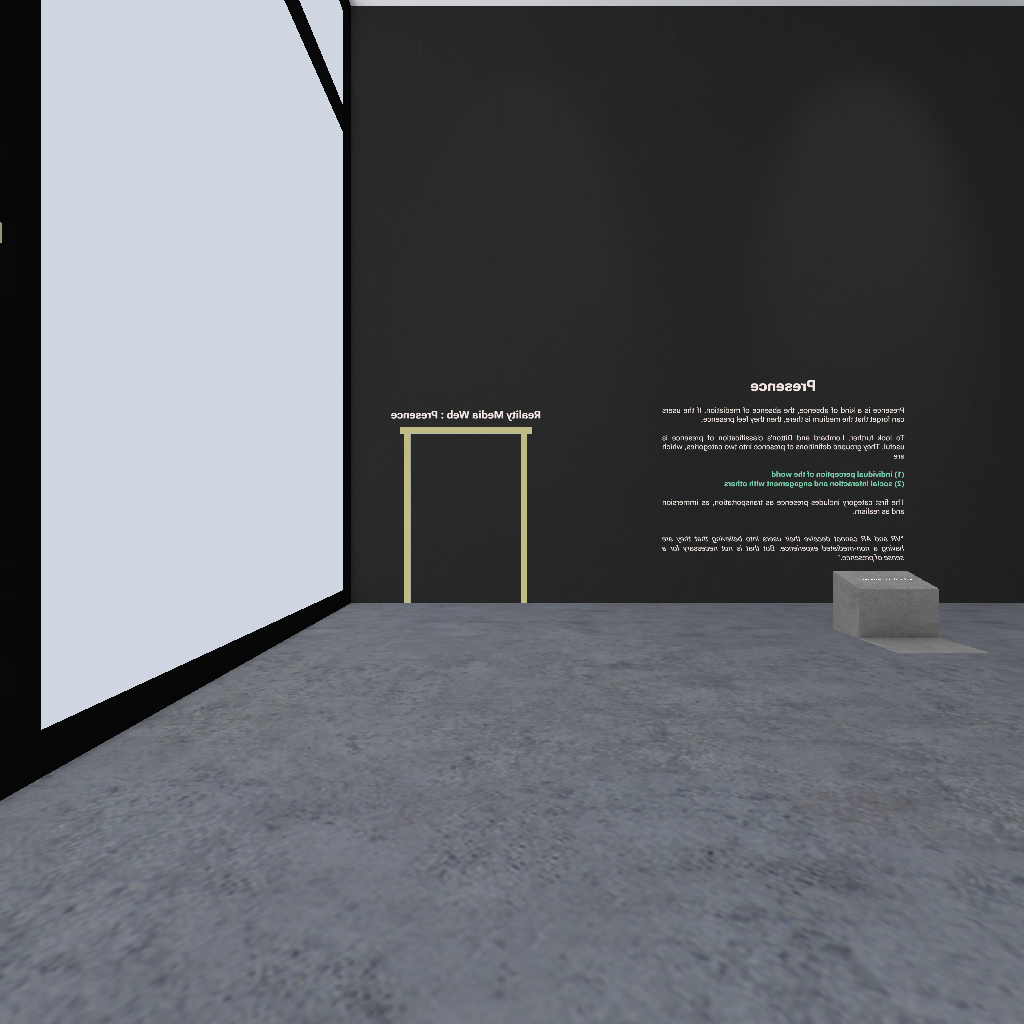 Reality Media Web : Presence
Presence
Presence is a kind of absence, the absence of mediation. If the users
can forget that the medium is there, then they feel presence.
To look further, Lombard and Ditton's classification of presence is
useful. They grouped definitions of presence into two categories, which
are
(1) individual perception of the world
(2) social interaction and engagament with others
The first category includes presence as transportation, as immersion
and as realism.
"VR and AR cannot deceive their users into believing that they are
having a non-mediated experience. But that is not necessary for a
sense of presence."